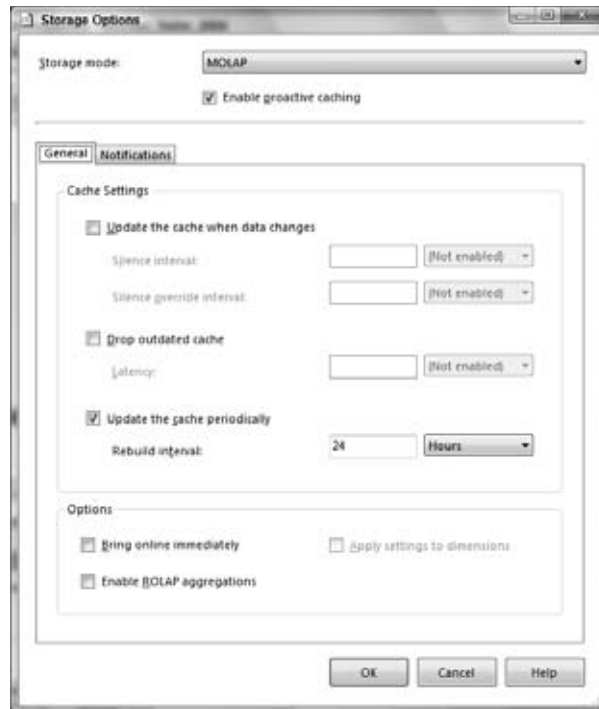 Storage Options
Storage mode: MOLAP
Enable proactive caching
General Notifications
Cache Settings
Update the cache when data changes
Silence interval: (Not enabled)
Silence override interval: (Not enabled)
Drop outdated cache
Latency: (Not enabled)
Update the cache periodically
Rebuild interval: 24 Hours
Options
Bring online immediately Apply settings to dimensions
Enable ROLAP aggregations
OK Cancel Help